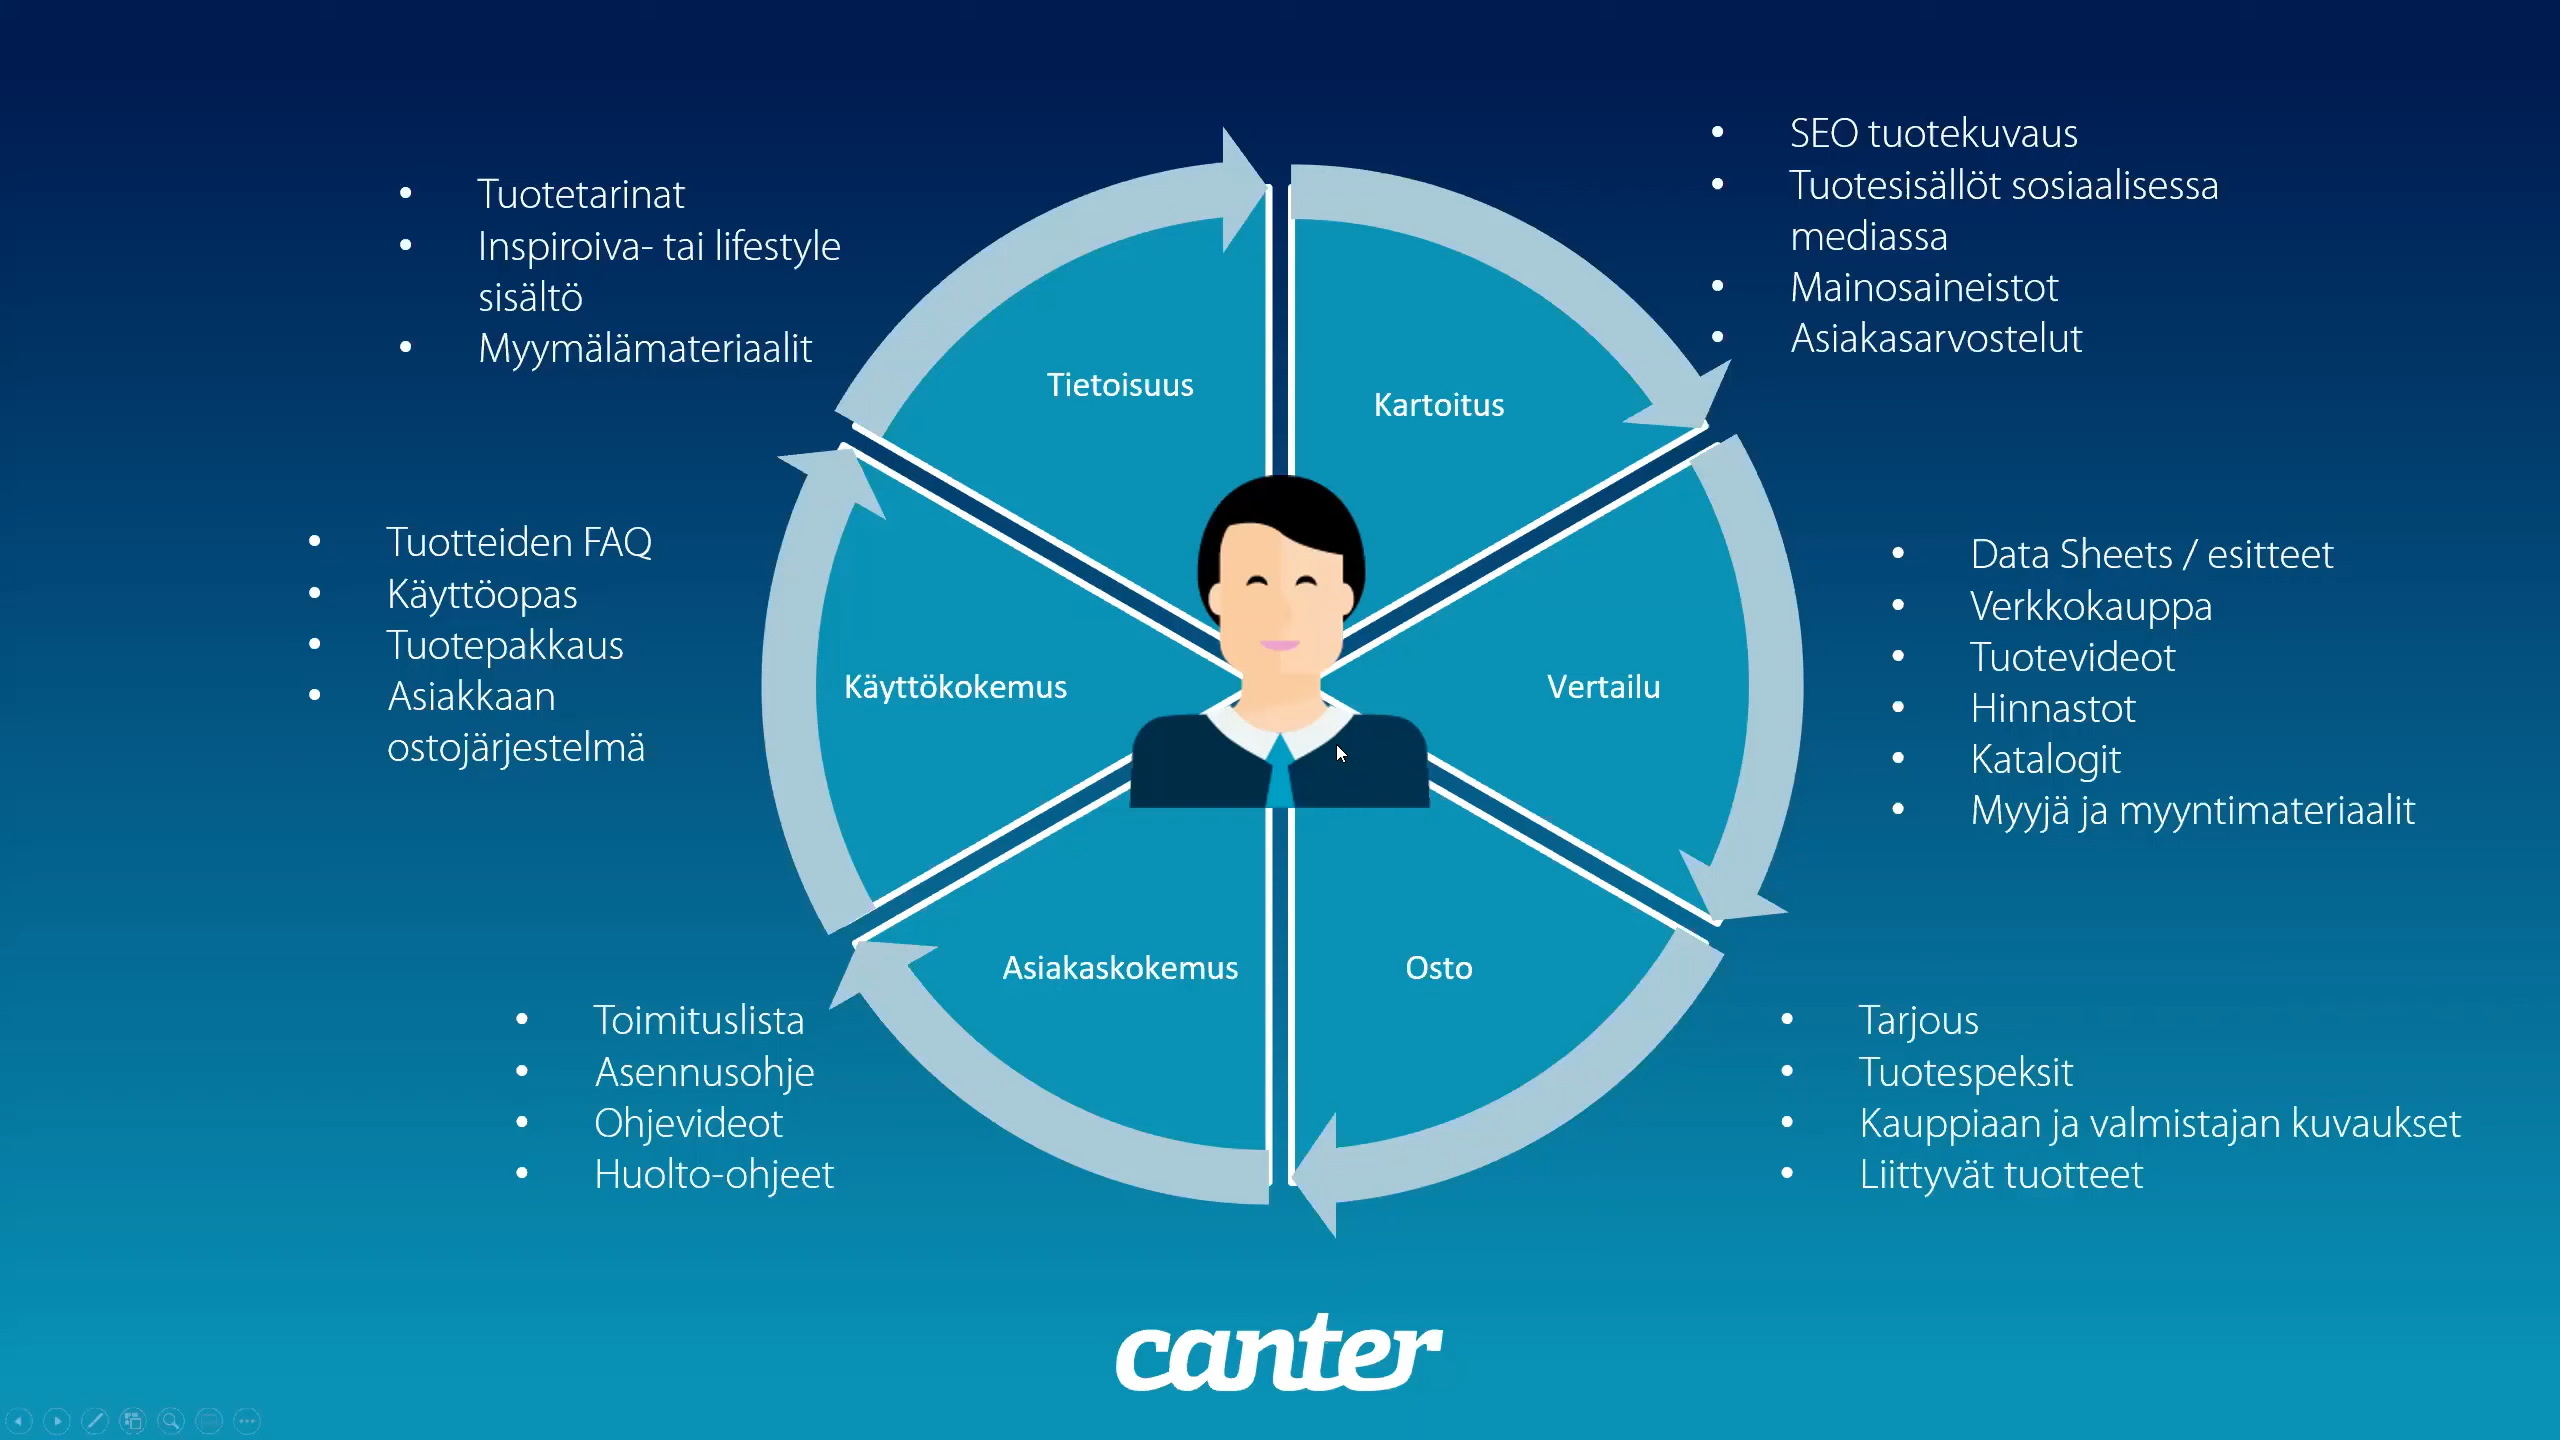 Tuotetarinat
Inspiroiva- tai lifestyle
sisältö
Myymälämateriaalit
SEO tuotekuvaus
Tuotesisällöt sosiaalisessa
mediassa
Mainosaineistot
Asiakasarvostelut
Tietoisuus
Kartoitus
Tuotteiden FAQ
Käyttöopas
Tuotepakkaus
Asiakkaan
ostojärjestelmä
Käyttökokemus
Vertailu
Data Sheets / esitteet
Verkkokauppa
Tuotevideot
Hinnastot
Katalogit
Myyjä ja myyntimateriaalit
Asiakaskokemus
Osto
Toimituslista
Asennusohje
Ohjevideot
Huolto-ohjeet
Tarjous
Tuotespeksit
Kauppiaan ja valmistajan kuvaukset
Liittyvät tuotteet
canter